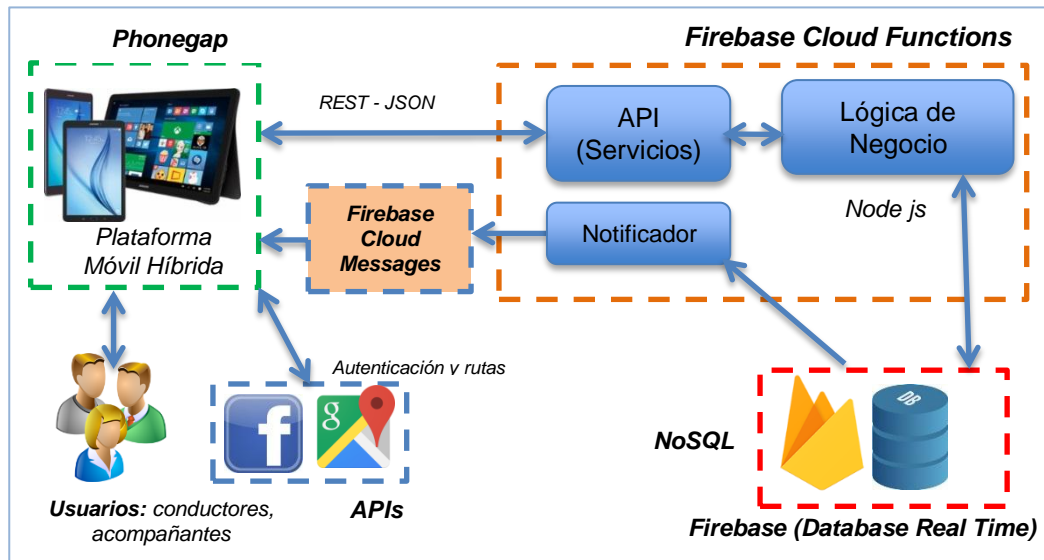 Phonegap
Firebase Cloud Functions
REST - JSON
API
(Servicios)
Lógica de
Negocio
Plataforma
Móvil Híbrida
Firebase
Cloud
Messages
Notificador
Node js
Autenticación y rutas
f
g
DB
NoSQL
Usuarios: conductores,
acompañantes
APIs
Firebase (Database Real Time)